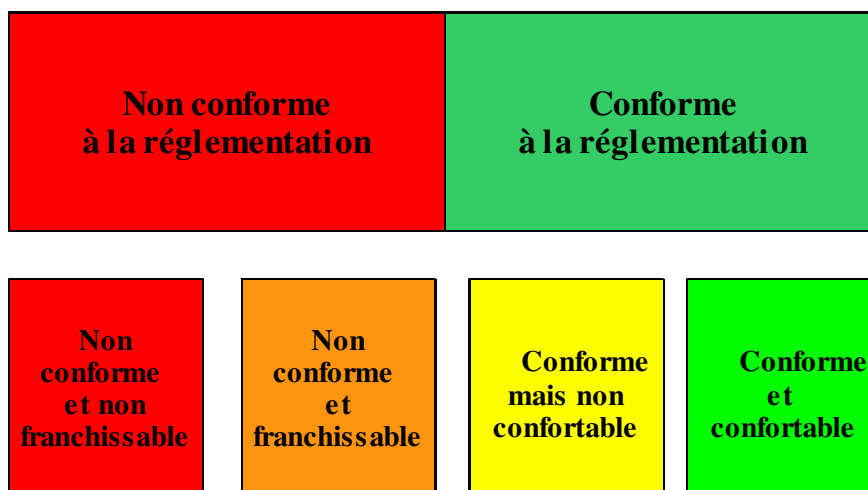 Non conforme
à la réglementation
Conforme
à la réglementation
Non
conforme
et non
franchissable
Non
conforme
et
franchissable
Conforme
mais non
confortable
Conforme
et
confortable